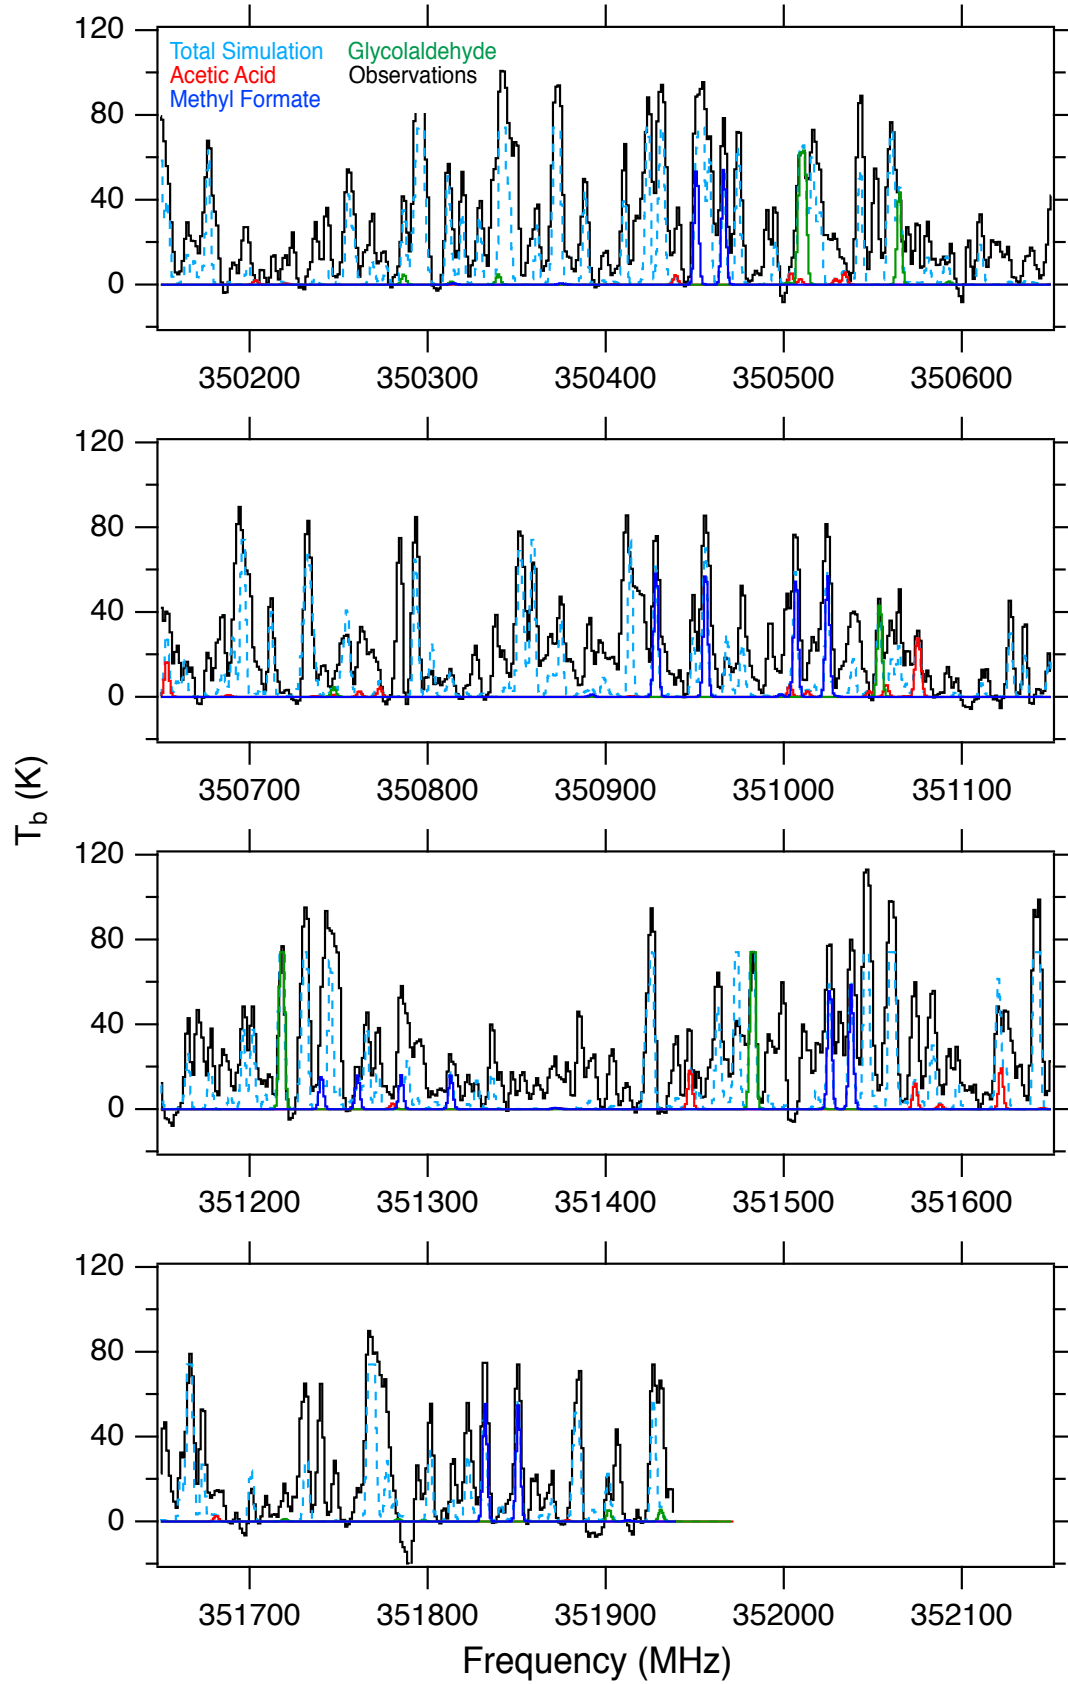 120
Total Simulation Glycolaldehyde
Acetic Acid Observations
Methyl Formate
80
40
0
350200 350300 350400 350500 350600
120
80
40
0
350700 350800 350900 351000 351100
T_b (K)
120
80
40
0
351200 351300 351400 351500 351600
120
80
40
0
351700 351800 351900 352000 352100
Frequency (MHz)